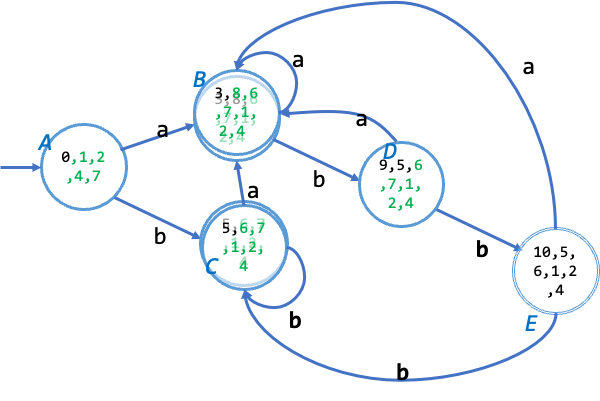 A
0,1,2
,4,7
a
b
B
3,8,6
,7,1,
2,4
a
a
b
a
5,6,7
,1,2,
4
C
b
D
9,5,6
,7,1,
2,4
a
b
10,5,
6,1,2
,4
E
b